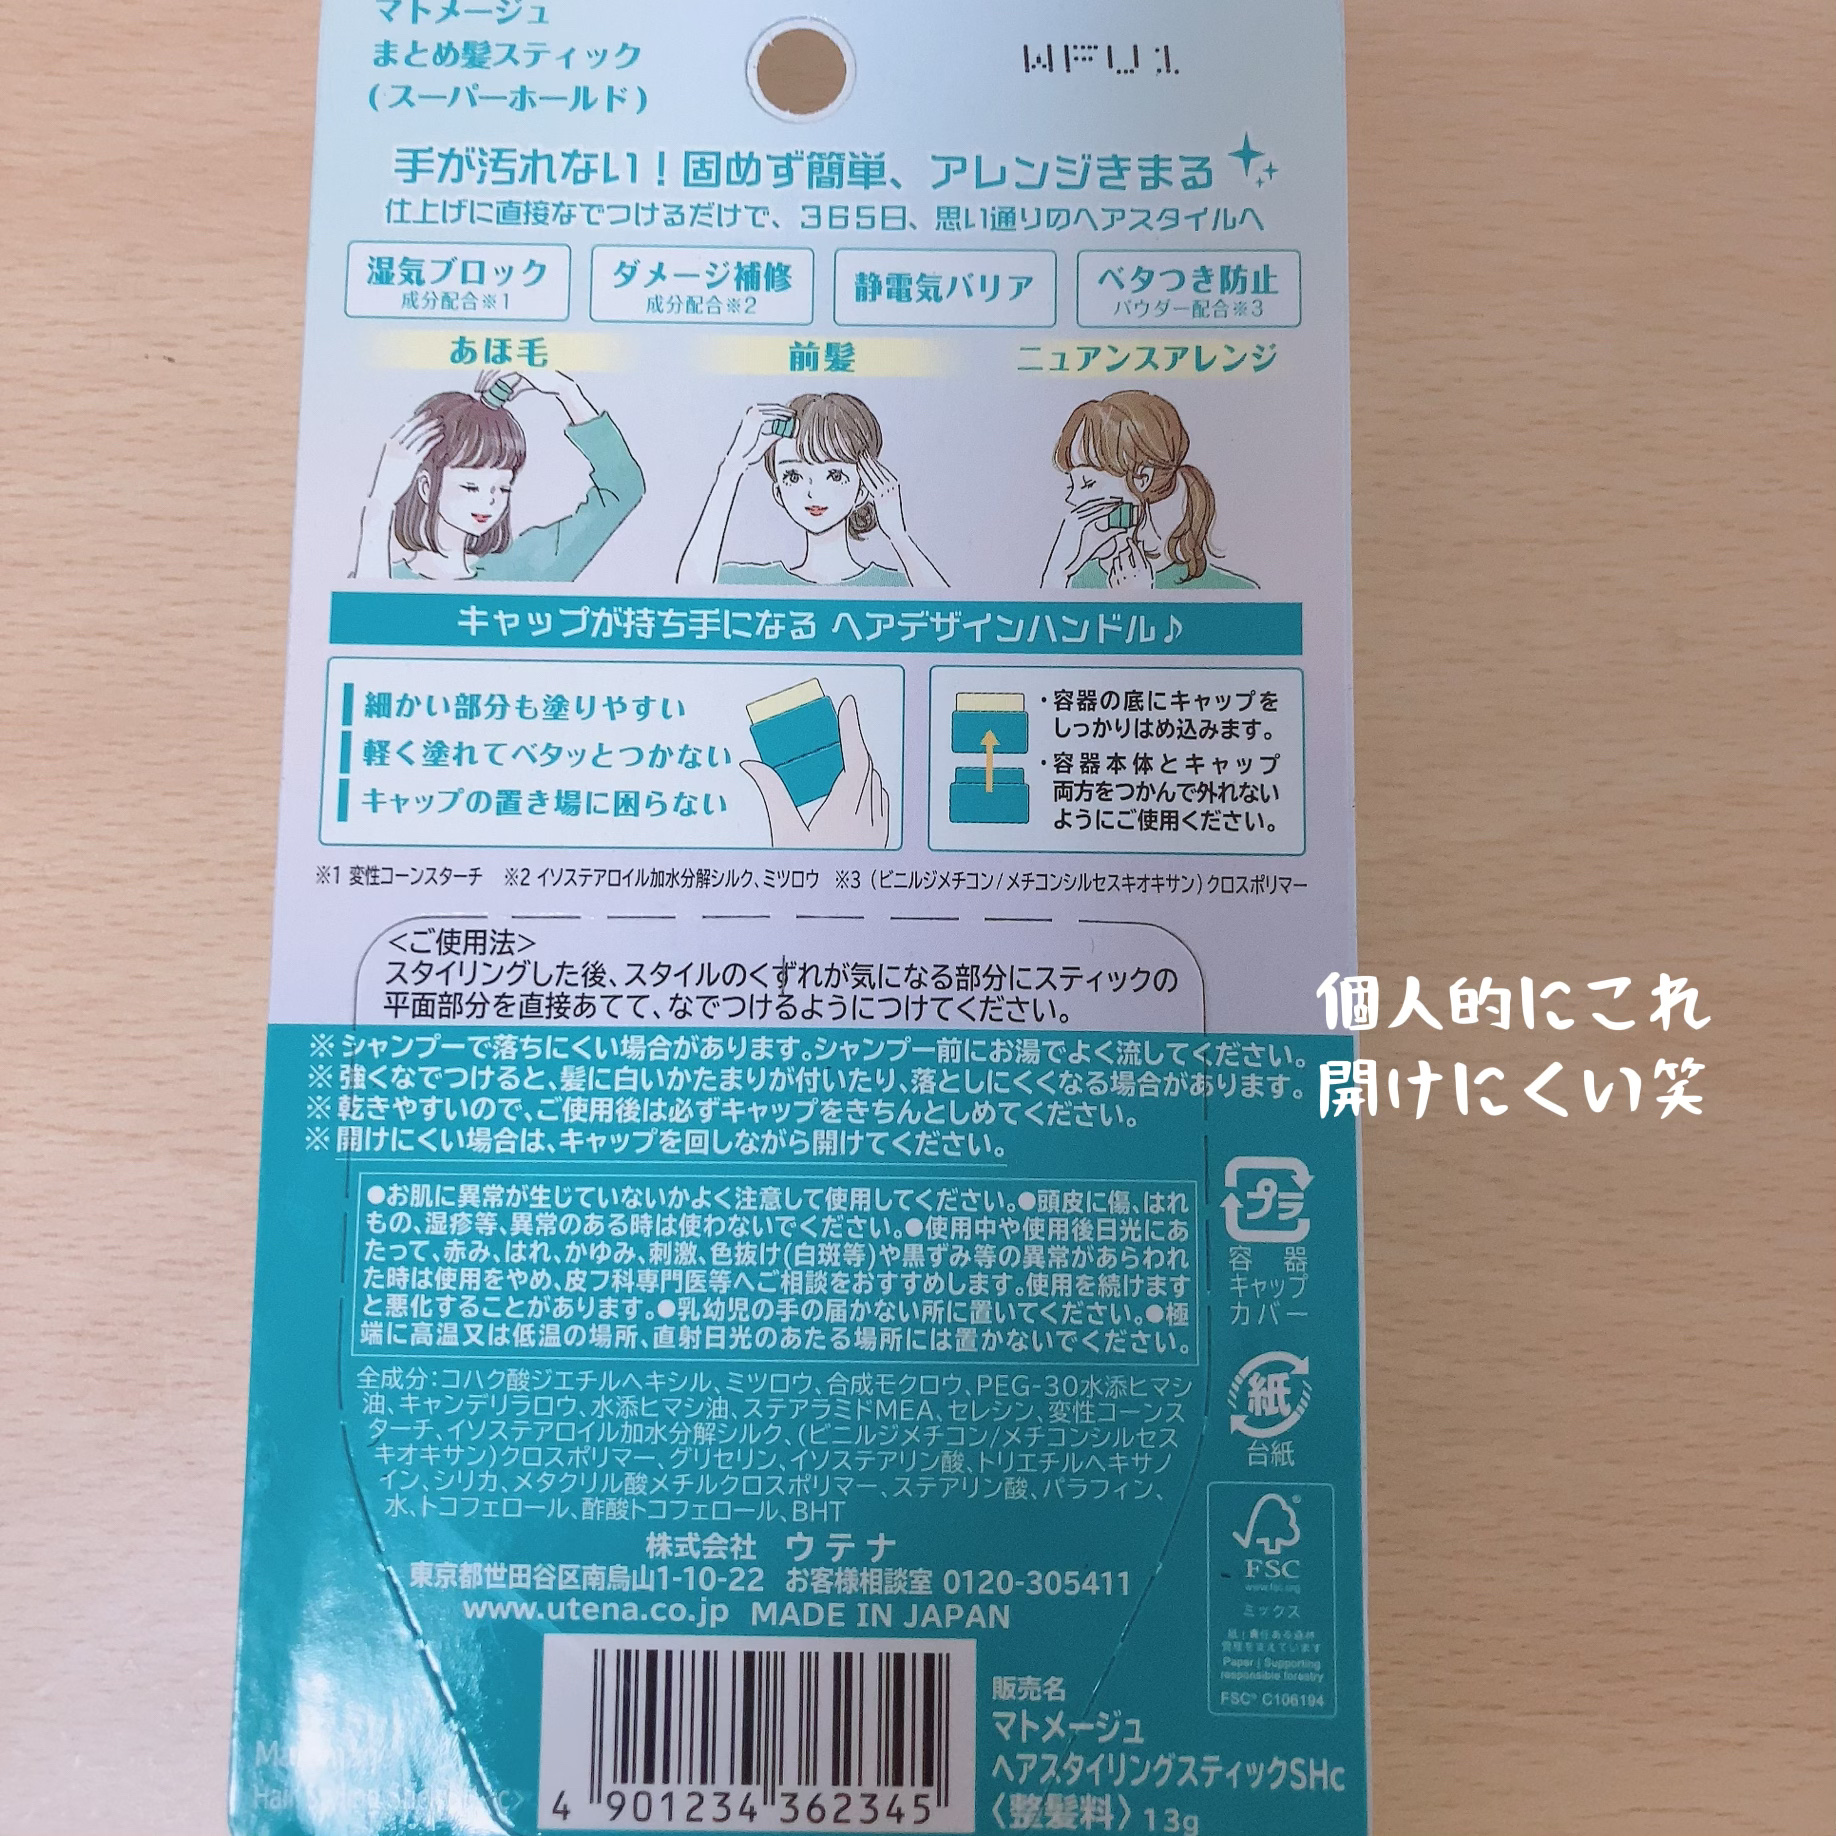 マトメージュ
まとめ髪スティック
(スーパーホールド)
WFU1
手が汚れない！固めず簡単、アレンジきまる
仕上げに直接なでつけるだけで、365日、思い通りのヘアスタイルへ
湿気ブロック
成分配合※1
ダメージ補修
成分配合※2
静電気バリア
ベタつき防止
パウダー配合※3
あほ毛
前髪
ニュアンスアレンジ
キャップが持ち手になる ヘアデザインハンドル♪
細かい部分も塗りやすい
軽く塗れてベタッとつかない
キャップの置き場に困らない
・容器の底にキャップを
しっかりはめ込みます。
・容器本体とキャップ
両方をつかんで外れない
ようにご使用ください。
※1 変性コーンスターチ ※2 イソステアロイル加水分解シルク、ミツロウ ※3（ビニルジメチコン/メチコンシルセスキオキサン）クロスポリマー
＜ご使用法＞
スタイリングした後、スタイルのくずれが気になる部分にスティックの
平面部分を直接あてて、なでつけるようにつけてください。
※シャンプーで落ちにくい場合があります。シャンプー前にお湯でよく流してください。
※強くなでつけると、髪に白いかたまりが付いたり、落としにくくなる場合があります。
※乾きやすいので、ご使用後は必ずキャップをきちんとしめてください。
※開けにくい場合は、キャップを回しながら開けてください。
個人的にこれ
開けにくい笑
●お肌に異常が生じていないかよく注意して使用してください。●頭皮に傷、はれ
もの、湿疹等、異常のある時は使わないでください。●使用中や使用後日光にあ
たって、赤み、はれ、かゆみ、刺激、色抜け(白斑等)や黒ずみ等の異常があらわれ
た時は使用をやめ、皮フ科専門医等へご相談をおすすめします。使用を続けます
と悪化することがあります。●乳幼児の手の届かない所に置いてください。●極
端に高温又は低温の場所、直射日光のあたる場所には置かないでください。
プラ
容器
キャップ
カバー
全成分：コハク酸ジエチルヘキシル、ミツロウ、合成モクロウ、PEG-30水添ヒマシ
油、キャンデリラロウ、水添ヒマシ油、ステアラミドMEA、セレシン、変性コーンス
ターチ、イソステアロイル加水分解シルク、(ビニルジメチコン/メチコンシルセス
キオキサン)クロスポリマー、グリセリン、イソステアリン酸、トリエチルヘキサノ
イン、シリカ、メタクリル酸メチルクロスポリマー、ステアリン酸、パラフィン、
水、トコフェロール、酢酸トコフェロール、BHT
紙
台紙
株式会社 ウテナ
東京都世田谷区南烏山1-10-22 お客様相談室 0120-305411
www.utena.co.jp MADE IN JAPAN
FSC
www.fsc.org
ミックス
紙｜責任ある森林
管理を支えています
Paper | Supporting
responsible forestry
FSC® C106194
4 901234 362345
販売名
マトメージュ
ヘアスタイリングスティックSHc
〈整髪料〉13g